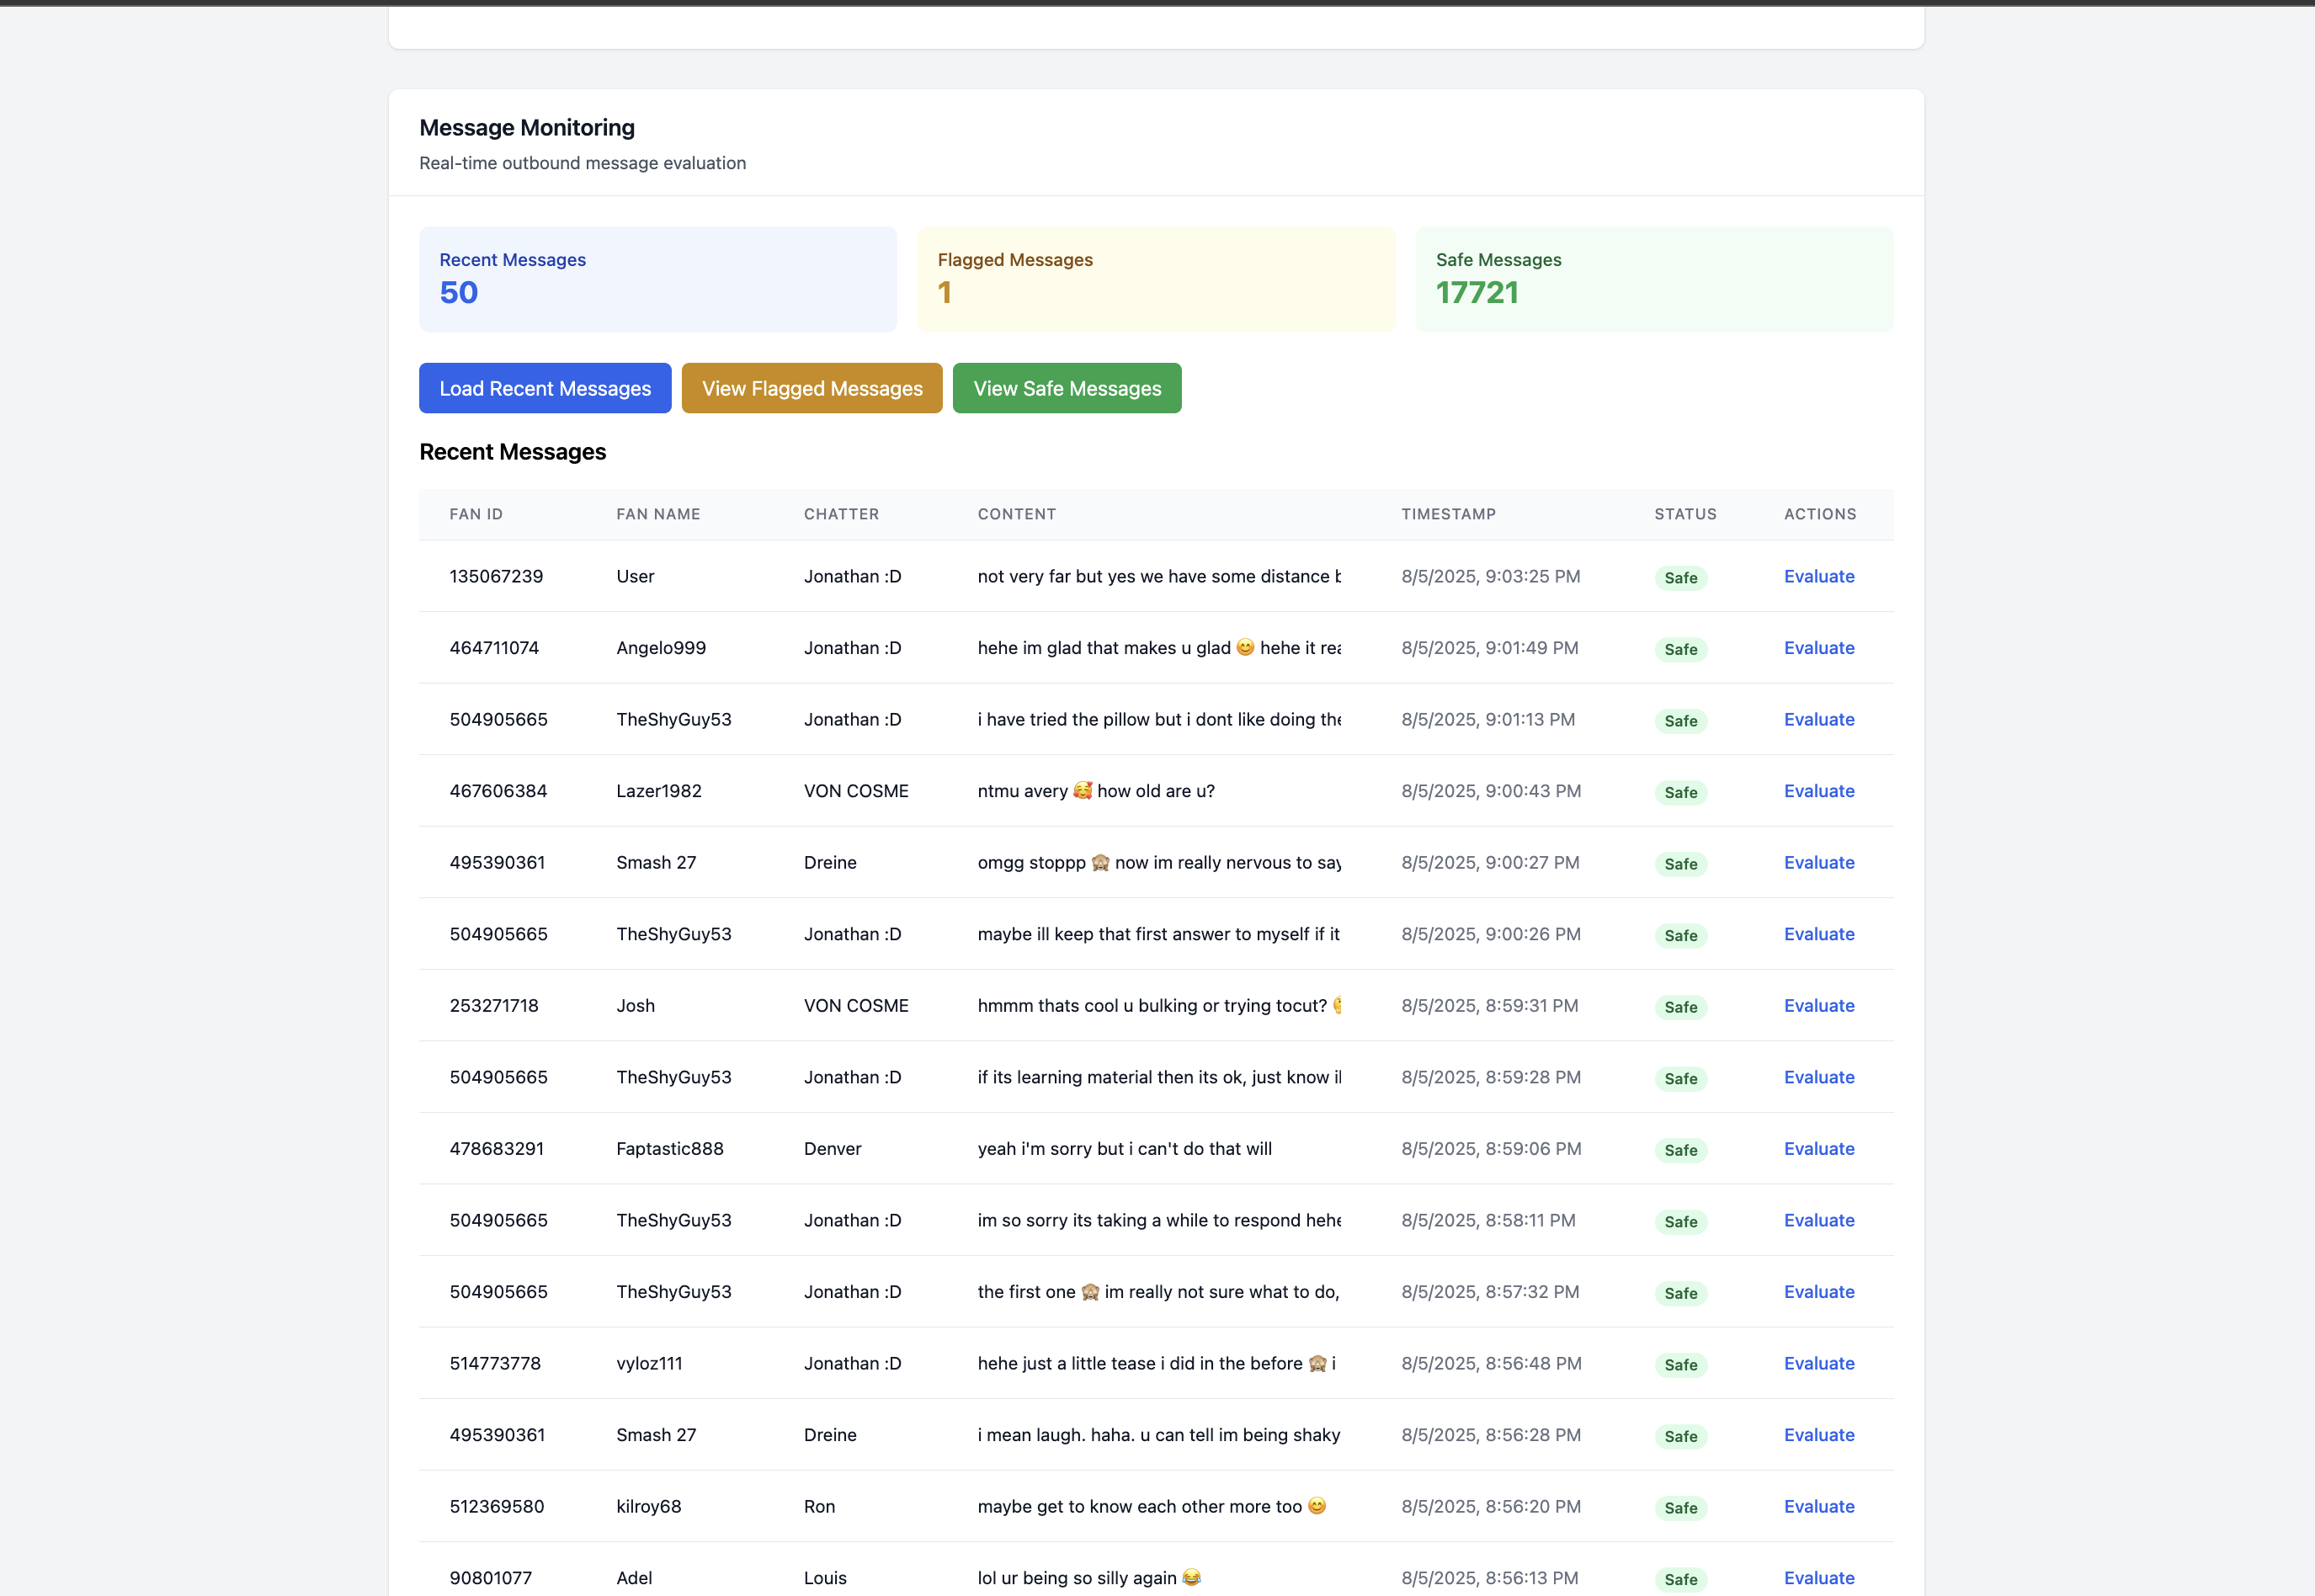 Message Monitoring
Real-time outbound message evaluation
Recent Messages Flagged Messages Safe Messages
50 1 17721
Load Recent Messages View Flagged Messages View Safe Messages
Recent Messages
FAN ID FAN NAME CHATTER CONTENT TIMESTAMP STATUS ACTIONS
135067239 User Jonathan :D not very far but yes we have some distance 8/5/2025, 9:03:25 PM Safe Evaluate
464711074 Angelo999 Jonathan :D hehe im glad that makes u glad 😊 hehe it 8/5/2025, 9:01:49 PM Safe Evaluate
504905665 TheShyGuy53 Jonathan :D i have tried the pillow but i dont like doing 8/5/2025, 9:01:13 PM Safe Evaluate
467606384 Lazer1982 VON COSME ntmu avery 🥰 how old are u? 8/5/2025, 9:00:43 PM Safe Evaluate
495390361 Smash 27 Dreine omgg stoppp 🙈 now im really nervous to say 8/5/2025, 9:00:27 PM Safe Evaluate
504905665 TheShyGuy53 Jonathan :D maybe ill keep that first answer to myself if it 8/5/2025, 9:00:26 PM Safe Evaluate
253271718 Josh VON COSME hmmm thats cool u bulking or trying tocut? 8/5/2025, 8:59:31 PM Safe Evaluate
504905665 TheShyGuy53 Jonathan :D if its learning material then its ok, just know 8/5/2025, 8:59:28 PM Safe Evaluate
478683291 Faptastic888 Denver yeah i'm sorry but i can't do that will 8/5/2025, 8:59:06 PM Safe Evaluate
504905665 TheShyGuy53 Jonathan :D im so sorry its taking a while to respond hehe 8/5/2025, 8:58:11 PM Safe Evaluate
504905665 TheShyGuy53 Jonathan :D the first one 🙈 im really not sure what to do, 8/5/2025, 8:57:32 PM Safe Evaluate
514773778 vyloz111 Jonathan :D hehe just a little tease i did in the before 🙈 i 8/5/2025, 8:56:48 PM Safe Evaluate
495390361 Smash 27 Dreine i mean laugh. haha. u can tell im being shaky 8/5/2025, 8:56:28 PM Safe Evaluate
512369580 kilroy68 Ron maybe get to know each other more too 😊 8/5/2025, 8:56:20 PM Safe Evaluate
90801077 Adel Louis lol ur being so silly again 😂 8/5/2025, 8:56:13 PM Safe Evaluate